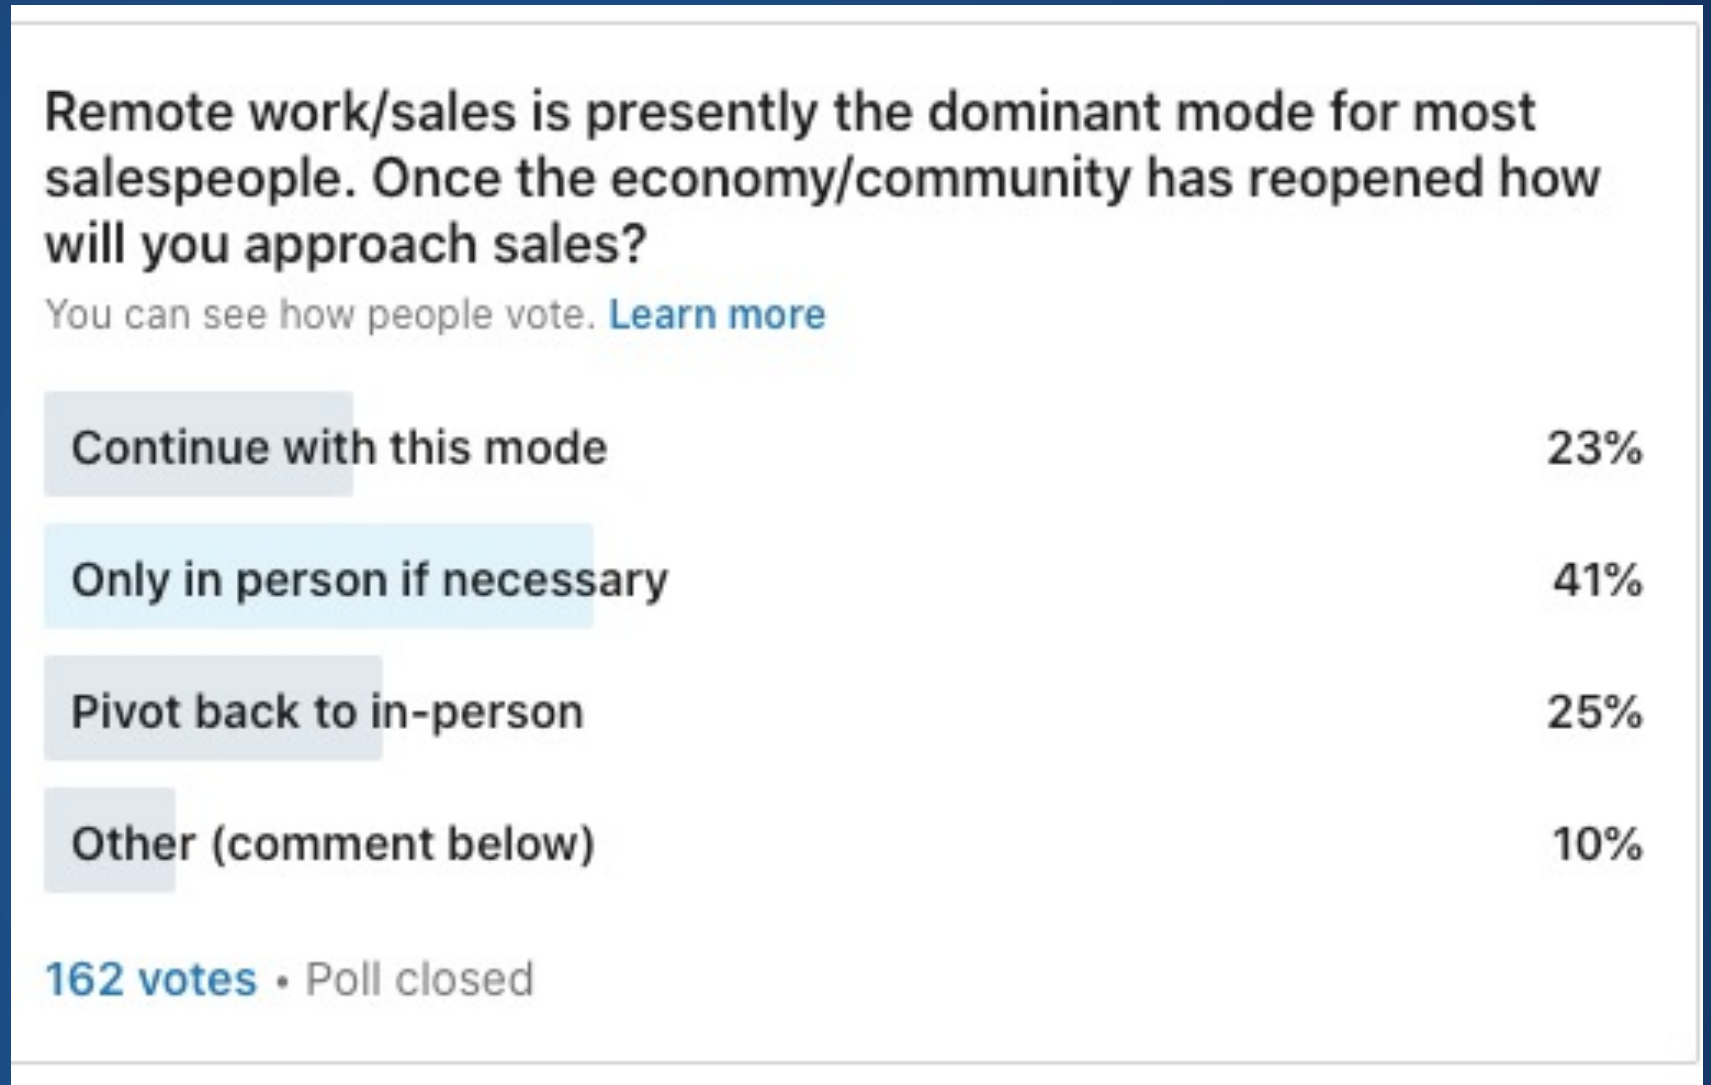 Remote work/sales is presently the dominant mode for most
salespeople. Once the economy/community has reopened how
will you approach sales?
You can see how people vote. Learn more
Continue with this mode 23%
Only in person if necessary 41%
Pivot back to in-person 25%
Other (comment below) 10%
162 votes • Poll closed